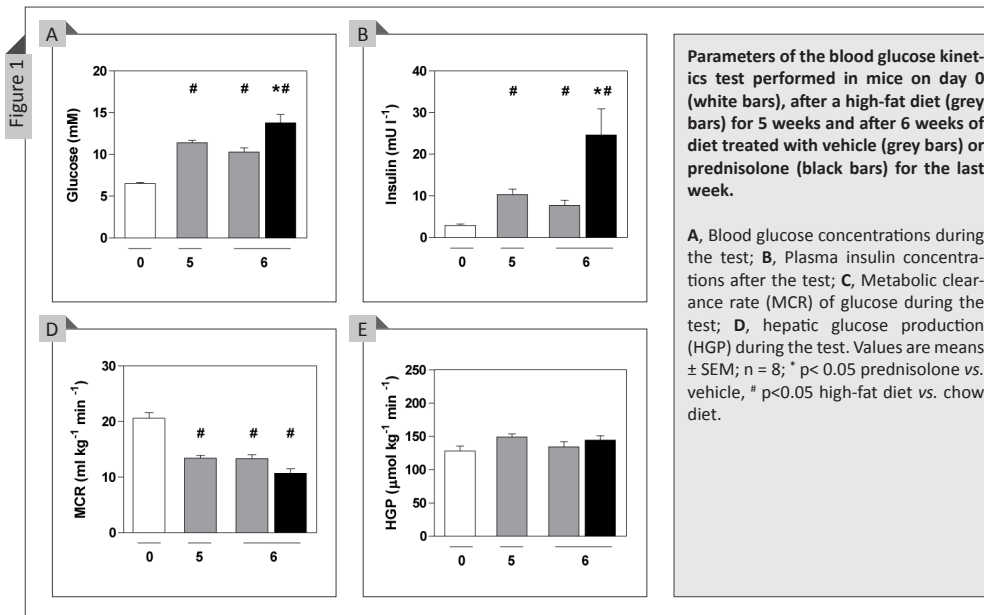 Figure 1
A
Glucose (mM)
20
15
10
5
0
#
#
*#
0
5
6
B
Insulin (mU l⁻¹)
40
30
20
10
0
#
#
*#
0
5
6
D
MCR (ml kg⁻¹ min⁻¹)
30
20
10
0
#
#
#
0
5
6
E
HGP (μmol kg⁻¹ min⁻¹)
250
200
150
100
50
0
0
5
6
Parameters of the blood glucose kinet-
ics test performed in mice on day 0
(white bars), after a high-fat diet (grey
bars) for 5 weeks and after 6 weeks of
diet treated with vehicle (grey bars) or
prednisolone (black bars) for the last
week.
A, Blood glucose concentrations during
the test; B, Plasma insulin concentra-
tions after the test; C, Metabolic clear-
ance rate (MCR) of glucose during the
test; D, hepatic glucose production
(HGP) during the test. Values are means
± SEM; n = 8; * p< 0.05 prednisolone vs.
vehicle, # p<0.05 high-fat diet vs. chow
diet.